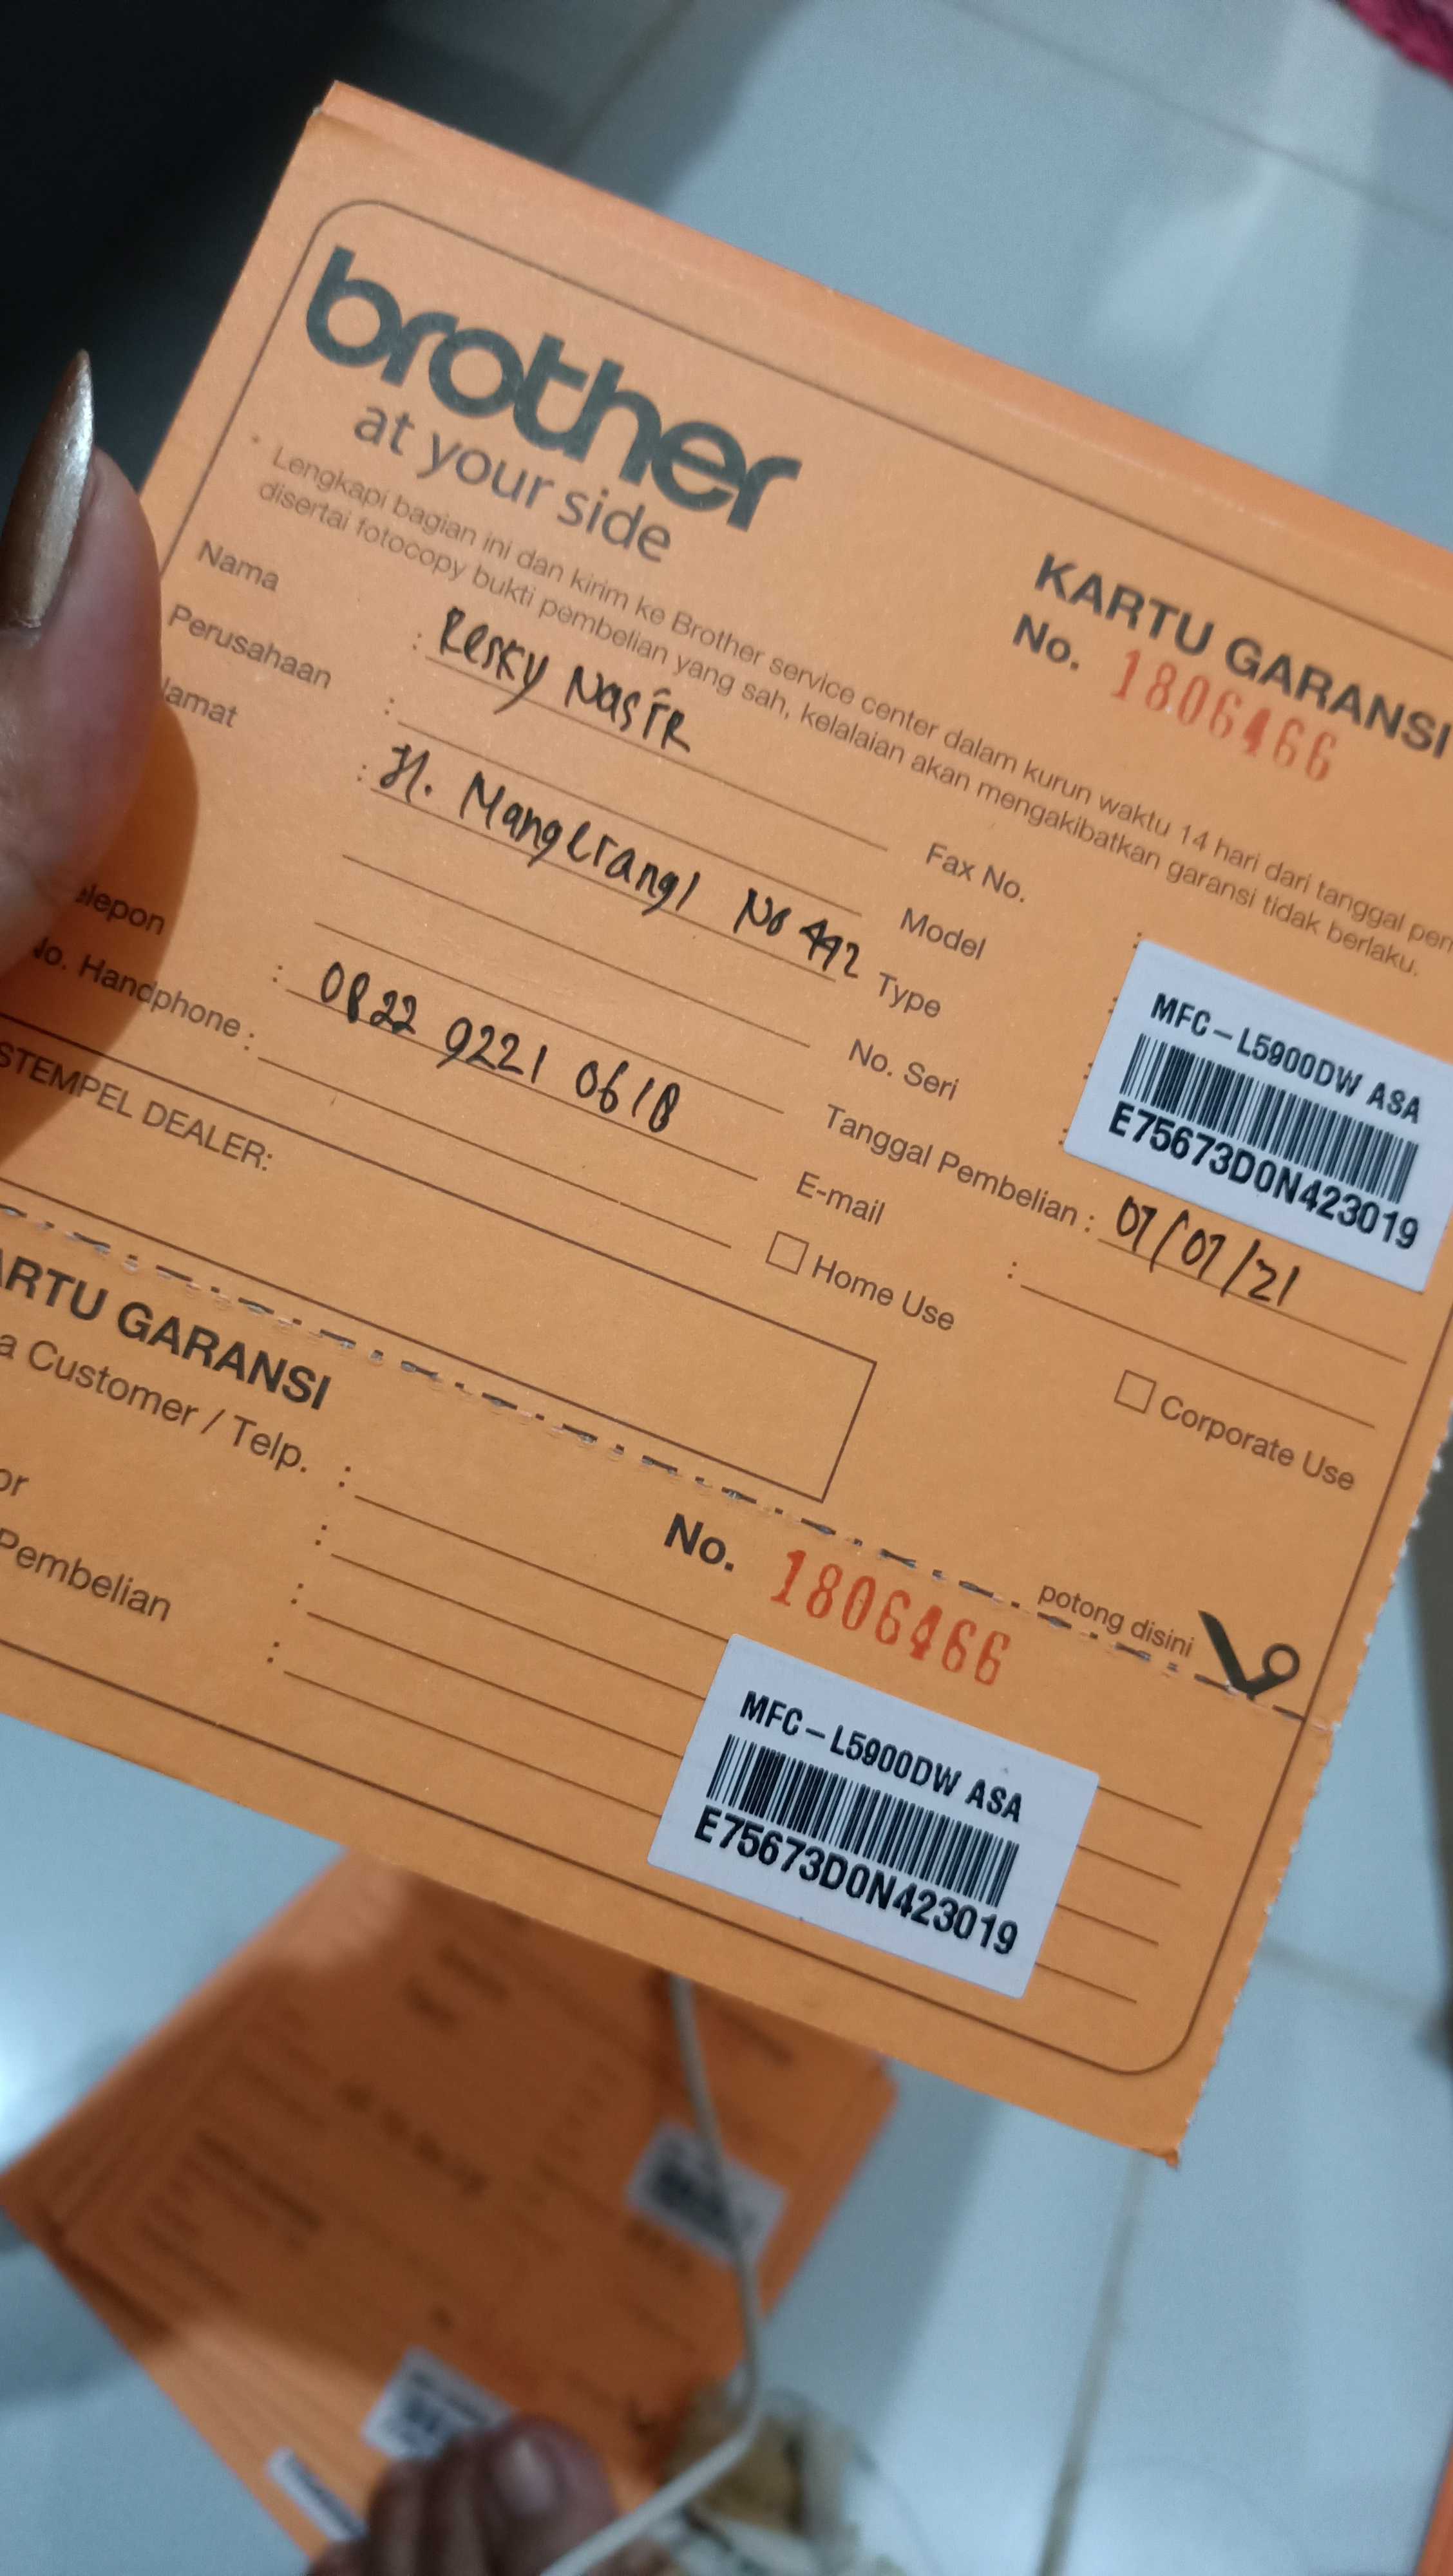 brother
at your side
KARTU GARANSI
No. 1806466
* Lengkapi bagian ini dan kirim ke Brother service center dalam kurun waktu 14 hari dari tanggal pen
disertai fotocopy bukti pembelian yang sah, kelalaian akan mengakibatkan garansi tidak berlaku.
Nama : Resky Nasir
Perusahaan :
lamat : Jl. Mangerangi No 442
elepon : 0822 9221 0618
No. Handphone :
Fax No. :
Model :
Type :
No. Seri :
MFC-L5900DW ASA
E75673D0N423019
Tanggal Pembelian : 07/07/21
E-mail :
Home Use
Corporate Use
STEMPEL DEALER:
potong disini
ARTU GARANSI
No. 1806466
a Customer / Telp. :
or :
Pembelian :
MFC-L5900DW ASA
E75673D0N423019